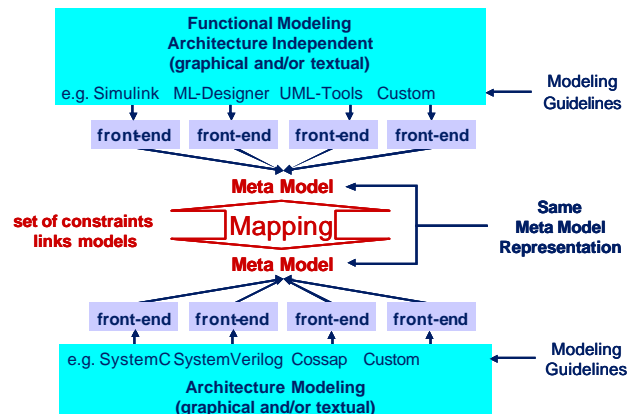 Functional Modeling
Architecture Independent
(graphical and/or textual)
e.g. Simulink ML-Designer UML-Tools Custom
Modeling
Guidelines
front-end front-end front-end front-end
Meta Model
set of constraints
links models
Mapping
Same
Meta Model
Representation
Meta Model
front-end front-end front-end front-end
e.g. SystemC SystemVerilog Cossap Custom
Modeling
Guidelines
Architecture Modeling
(graphical and/or textual)